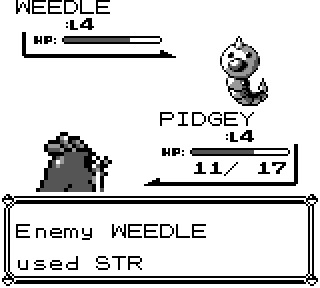 WEEDLE
:L4
HP:
PIDGEY
:L4
HP:
11/ 17
Enemy WEEDLE
used STR